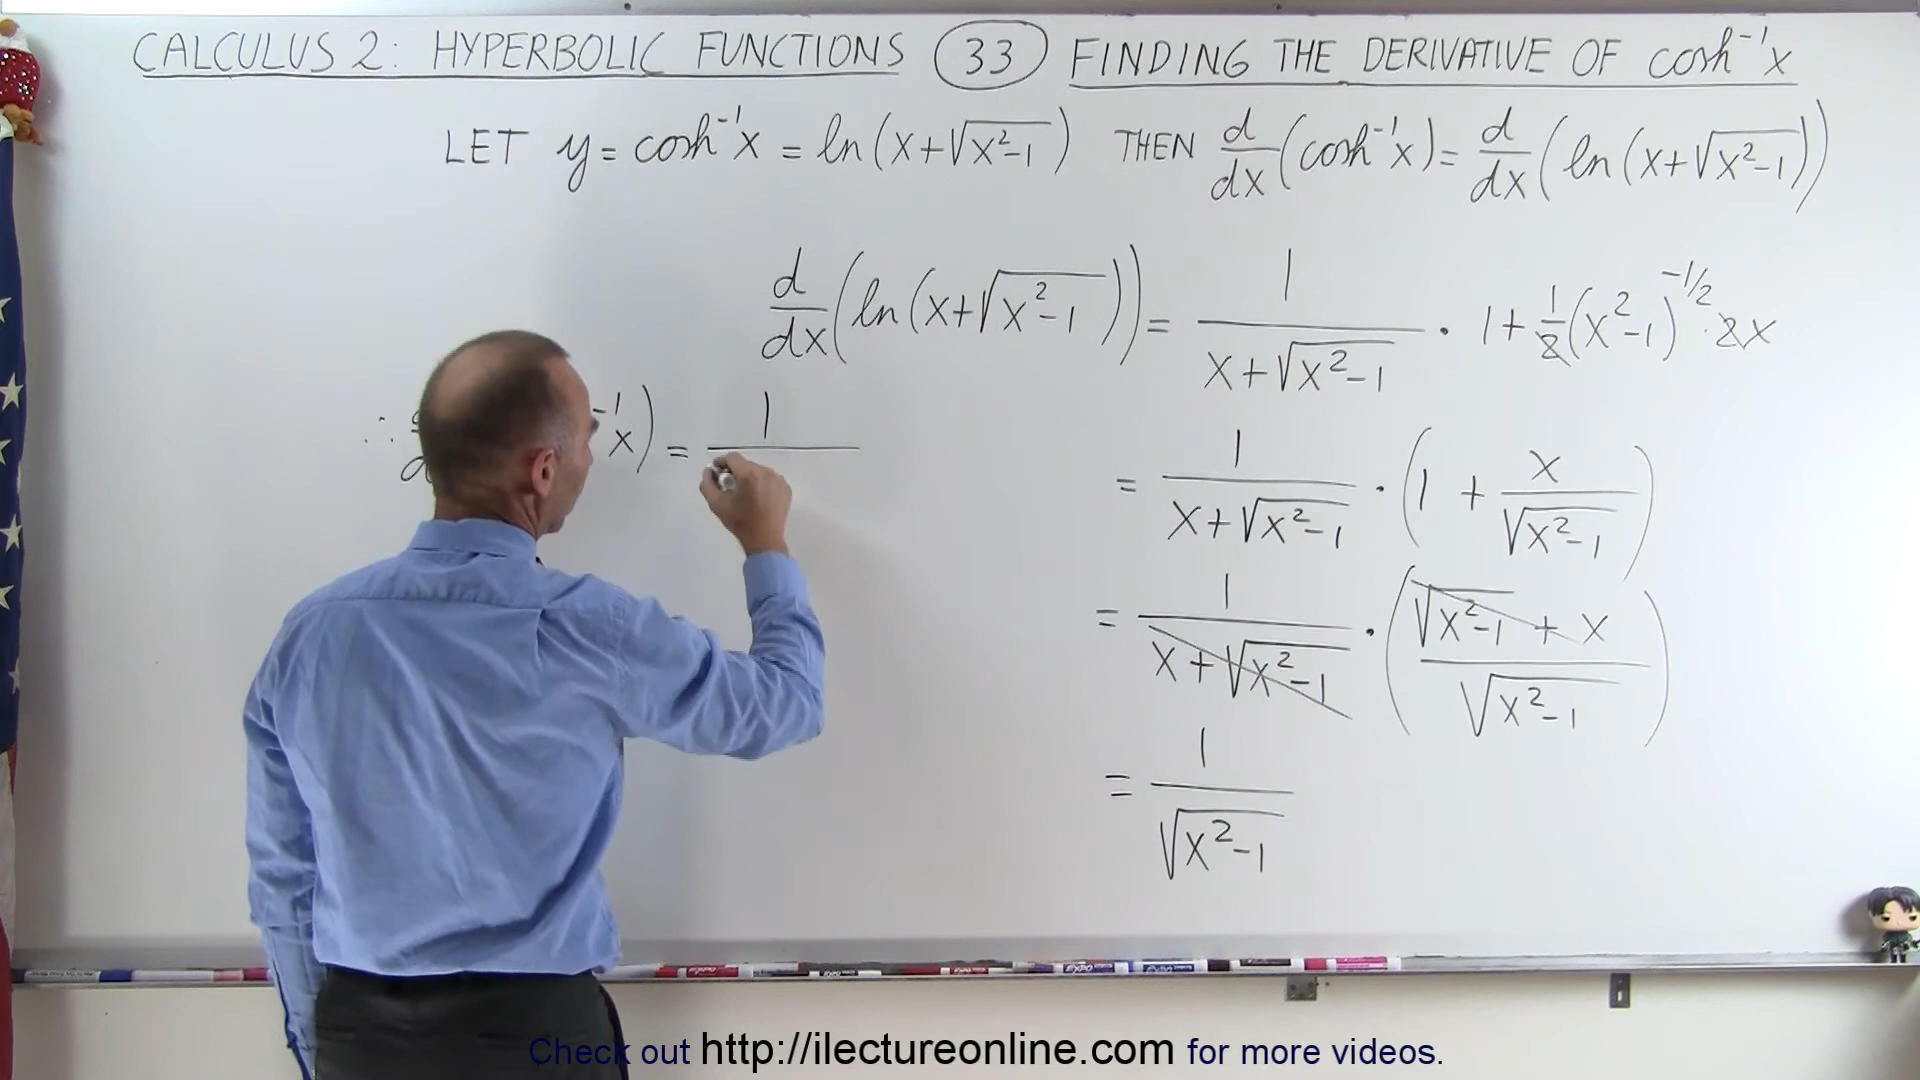 CALCULUS 2: HYPERBOLIC FUNCTIONS (33) FINDING THE DERIVATIVE OF cosh⁻¹x
LET y = cosh⁻¹x = ln(x+√(x²-1)) THEN d/dx (cosh⁻¹x) = d/dx (ln(x+√(x²-1)))
d/dx (ln(x+√(x²-1))) = 1/(x+√(x²-1)) · 1 + 1/2 (x²-1)^(-1/2) · 2x
∴ ⁻¹x) = 1/
= 1/(x+√(x²-1)) · (1 + x/√(x²-1))
= 1/(x+√(x²-1)) · ((√(x²-1) + x)/√(x²-1))
= 1/√(x²-1)
Check out http://ilectureonline.com for more videos.